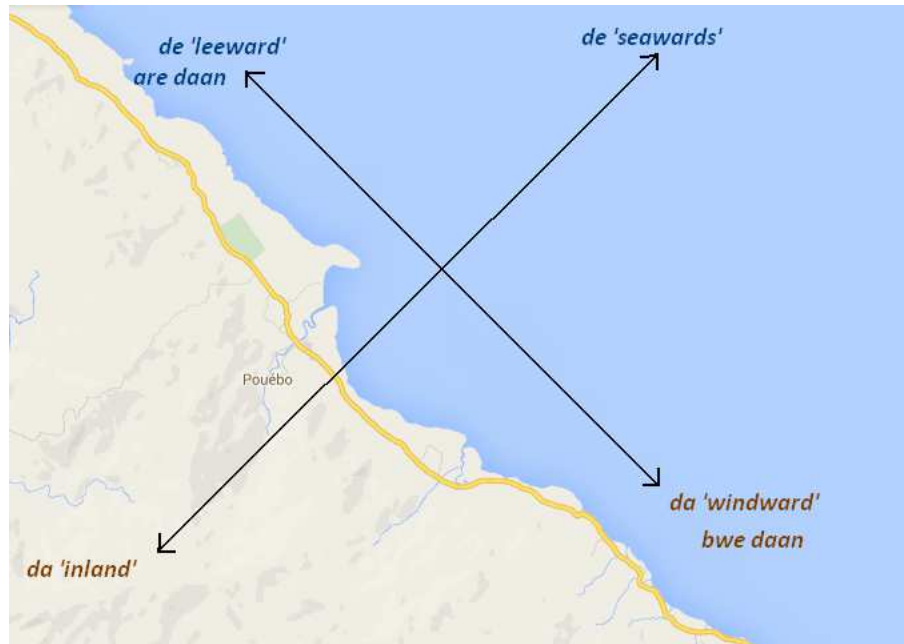 de 'leeward'
are daan
de 'seawards'
Pouébo
da 'windward'
bwe daan
da 'inland'